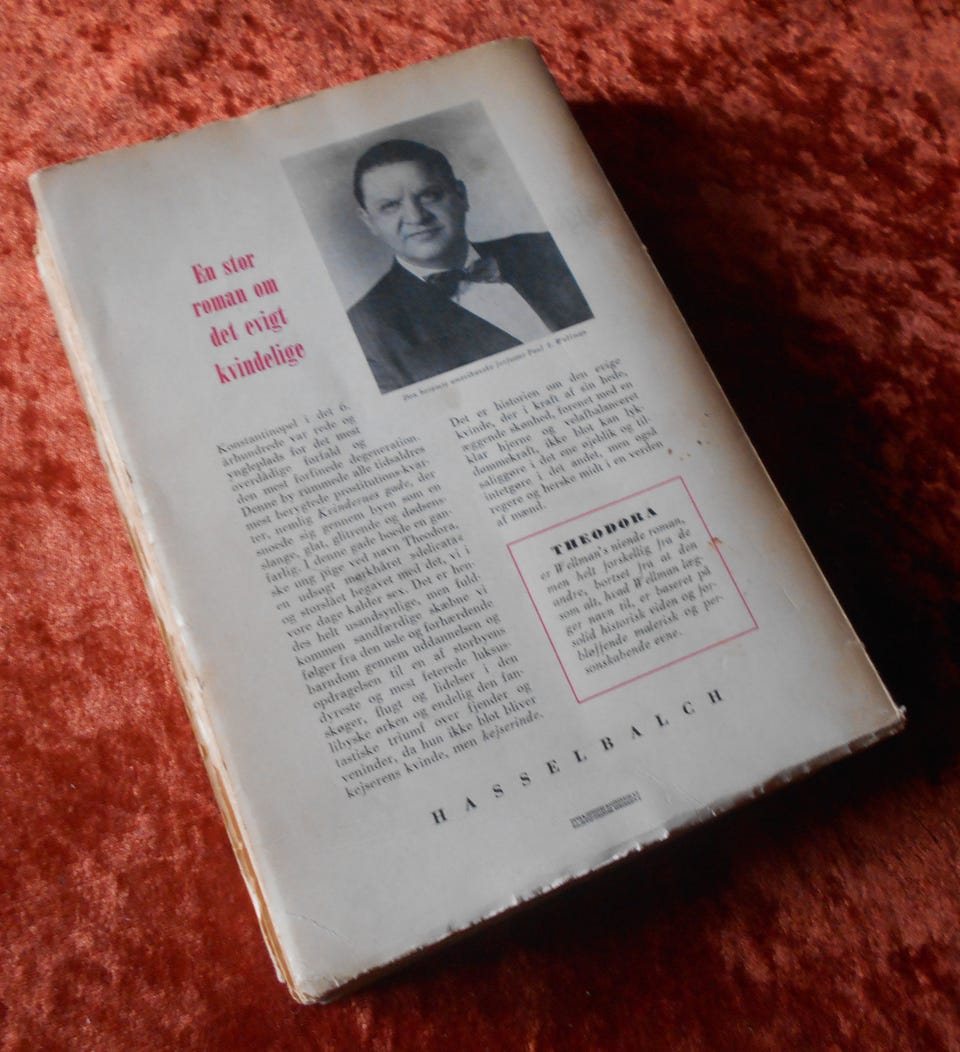 En stor
roman om
det evigt
kvindelige
Den berømte amerikanske forfatter Paul I. Wellman
Konstantinopel i det 6.
århundrede var rede og
yngleplads for det mest
overdådige forfald og
den mest forfinede degeneration.
Denne by rummede alle tidsaldres
mest berygtede prostitutions-kvar-
ter, nemlig Kvindernes gade, der
snoede sig gennem byen som en
slange, glat, glitrende og dødsens-
farlig. I denne gade boede en gan-
ske ung pige ved navn Theodora,
en udsøgt mørkhåret delicatesse
og storslået begavet med det, vi i
vore dage kalder sex. Det er hen-
des helt usandsynlige, men fuld-
kommen sandfærdige skæbne vi
følger fra den usle og forhærdende
barndom gennem uddannelsen og
opdragelsen til en af storbyens
dyreste og mest feterede luksus-
skøger, flugt og lidelser i den
libyske ørken og endelig den fan-
tastiske triumf over fjender og
veninder, da hun ikke blot bliver
kejserens kvinde, men kejserinde.
Det er historien om den evige
kvinde, der i kraft af sin hede,
æggende skønhed, forenet med en
klar hjerne og velafbalanceret
dømmekraft, ikke blot kan lyk-
saliggøre i det ene øjeblik og til-
intetgøre i det andet, men også
regere og herske midt i en verden
af mænd.
THEODORA
er Wellman's niende roman,
men helt forskellig fra de
andre, bortset fra at den
som alt, hvad Wellman læg-
ger navn til, er baseret på
solid historisk viden og for-
bløffende malerisk og per-
sonskabende evne.
HASSELBALCH